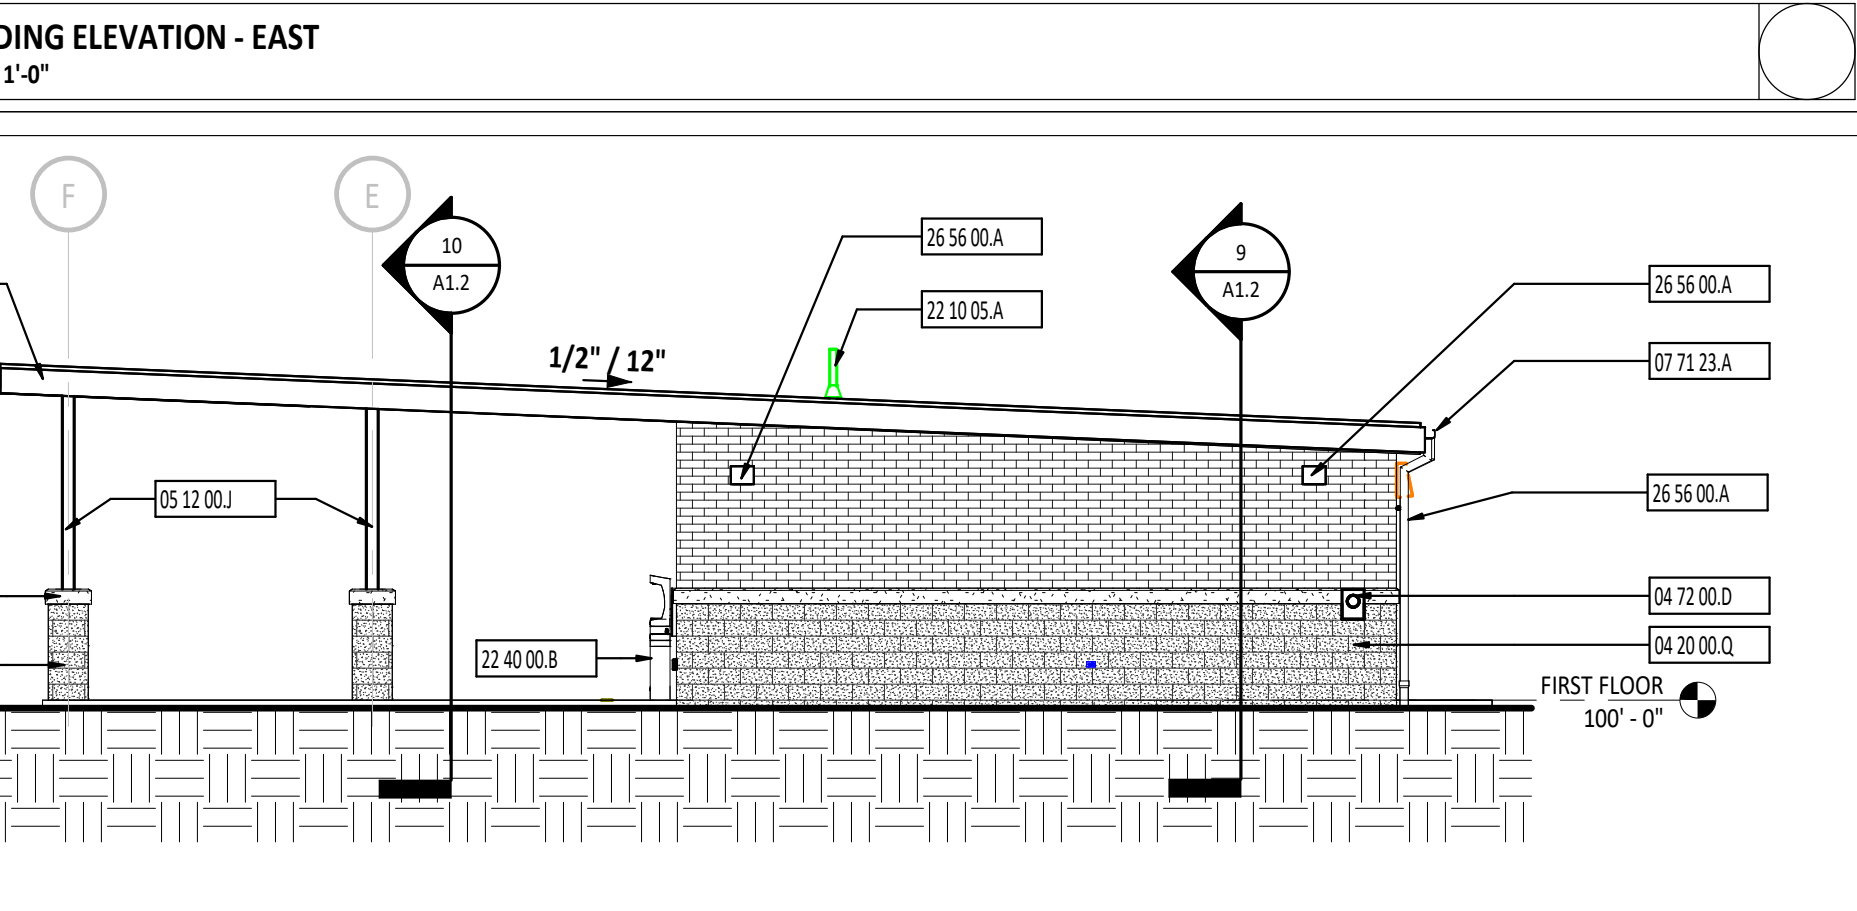 DING ELEVATION - EAST
1'-0"
F
E
10
A1.2
26 56 00.A
22 10 05.A
9
A1.2
26 56 00.A
07 71 23.A
1/2" / 12"
05 12 00.J
26 56 00.A
22 40 00.B
04 72 00.D
04 20 00.Q
FIRST FLOOR
100' - 0"